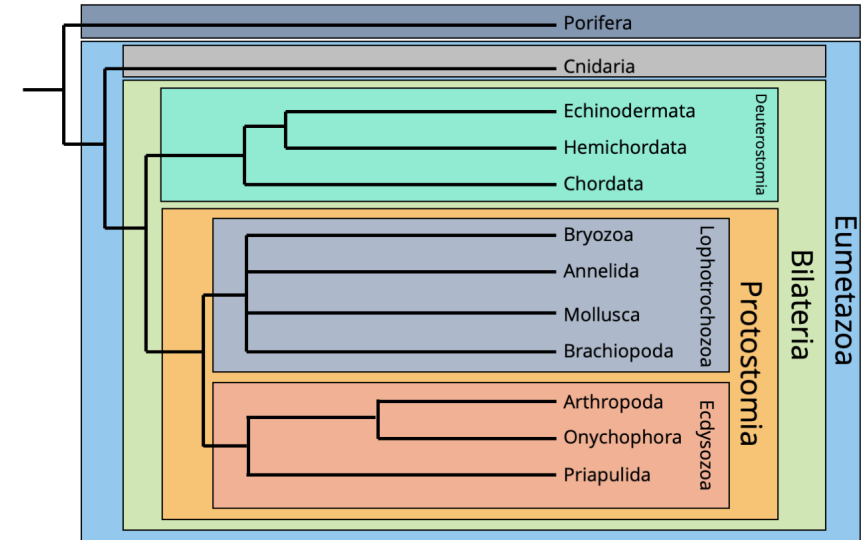 Porifera
Cnidaria
Echinodermata
Hemichordata
Chordata
Deuterostomia
Bryozoa
Annelida
Mollusca
Brachiopoda
Lophotrochozoa
Arthropoda
Onychophora
Priapulida
Ecdysozoa
Protostomia
Bilateria
Eumetazoa